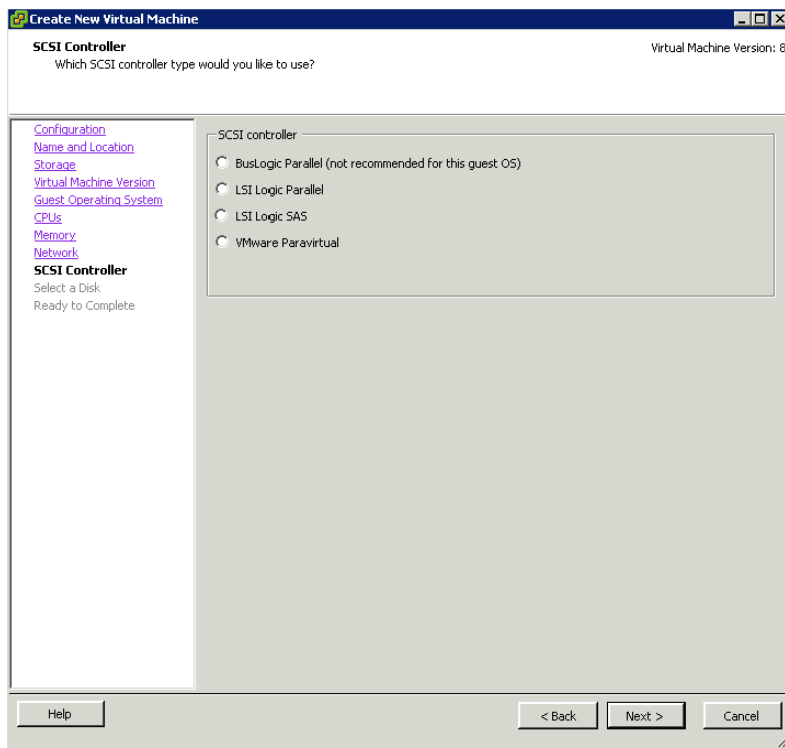 Create New Virtual Machine
SCSI Controller
Which SCSI controller type would you like to use?
Virtual Machine Version: 8
Configuration
Name and Location
Storage
Virtual Machine Version
Guest Operating System
CPUs
Memory
Network
SCSI Controller
Select a Disk
Ready to Complete
SCSI controller
BusLogic Parallel (not recommended for this guest OS)
LSI Logic Parallel
LSI Logic SAS
VMware Paravirtual
Help
< Back
Next >
Cancel